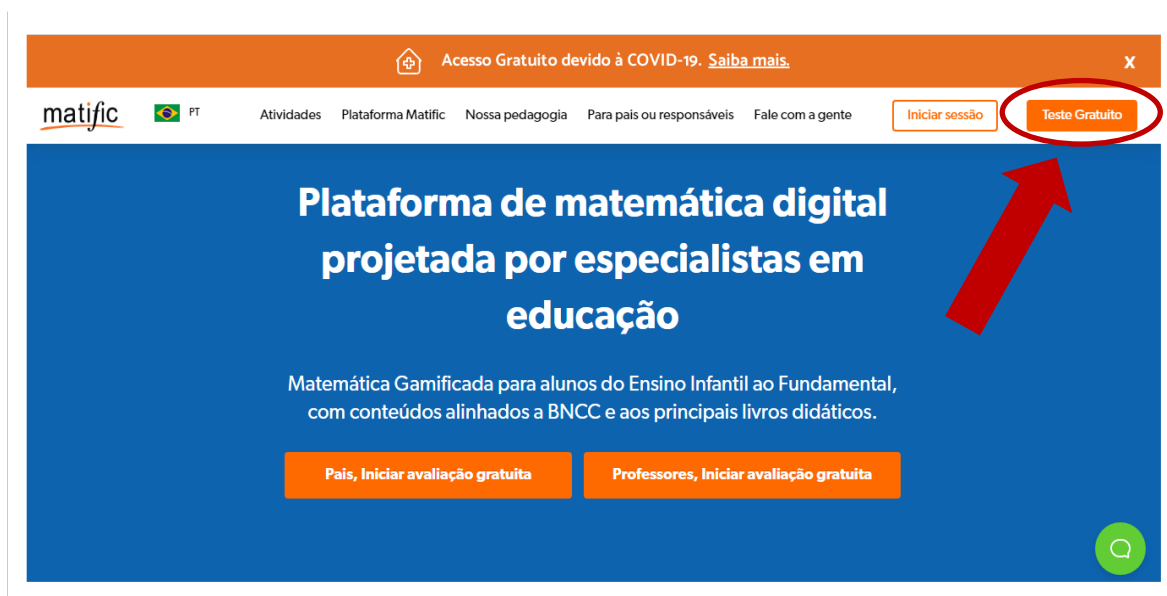 Acesso Gratuito devido à COVID-19. Saiba mais.
X
matific
PT
Atividades
Plataforma Matific
Nossa pedagogia
Para pais ou responsáveis
Fale com a gente
Iniciar sessão
Teste Gratuito
Plataforma de matemática digital
projetada por especialistas em
educação
Matemática Gamificada para alunos do Ensino Infantil ao Fundamental,
com conteúdos alinhados a BNCC e aos principais livros didáticos.
Pais, Iniciar avaliação gratuita
Professores, Iniciar avaliação gratuita